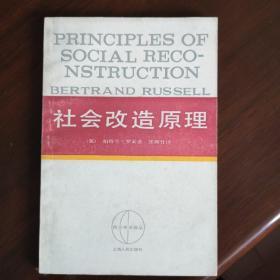 PRINCIPLES OF
SOCIAL RECO-
NSTRUCTION
BERTRAND RUSSELL
社会改造原理
上海人民出版社